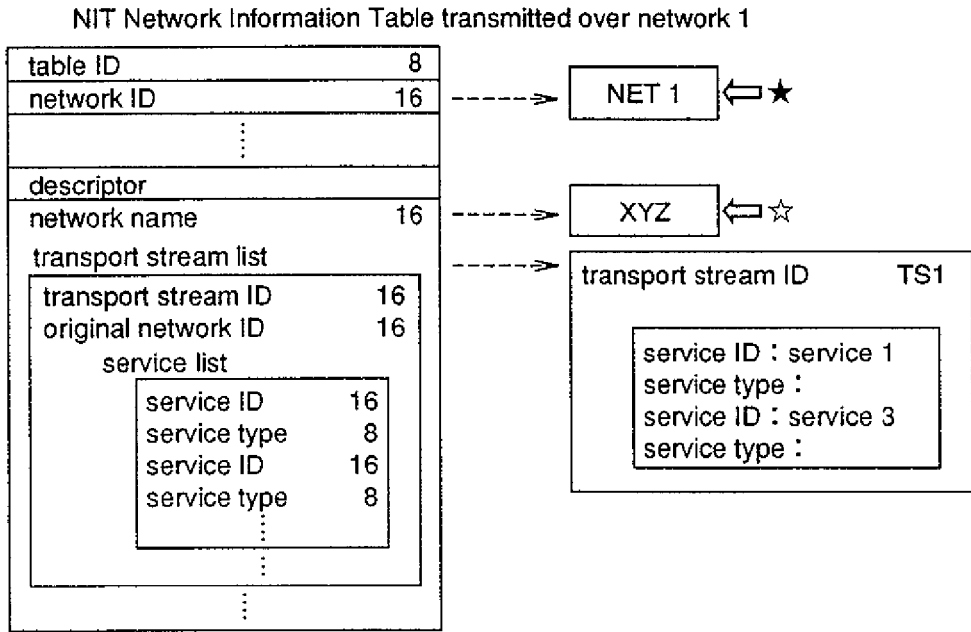 NIT Network Information Table transmitted over network 1
table ID 8
network ID 16
NET 1
descriptor
network name 16
XYZ
transport stream list
transport stream ID 16
original network ID 16
service list
service ID 16
service type 8
service ID 16
service type 8
transport stream ID TS1
service ID : service 1
service type :
service ID : service 3
service type :